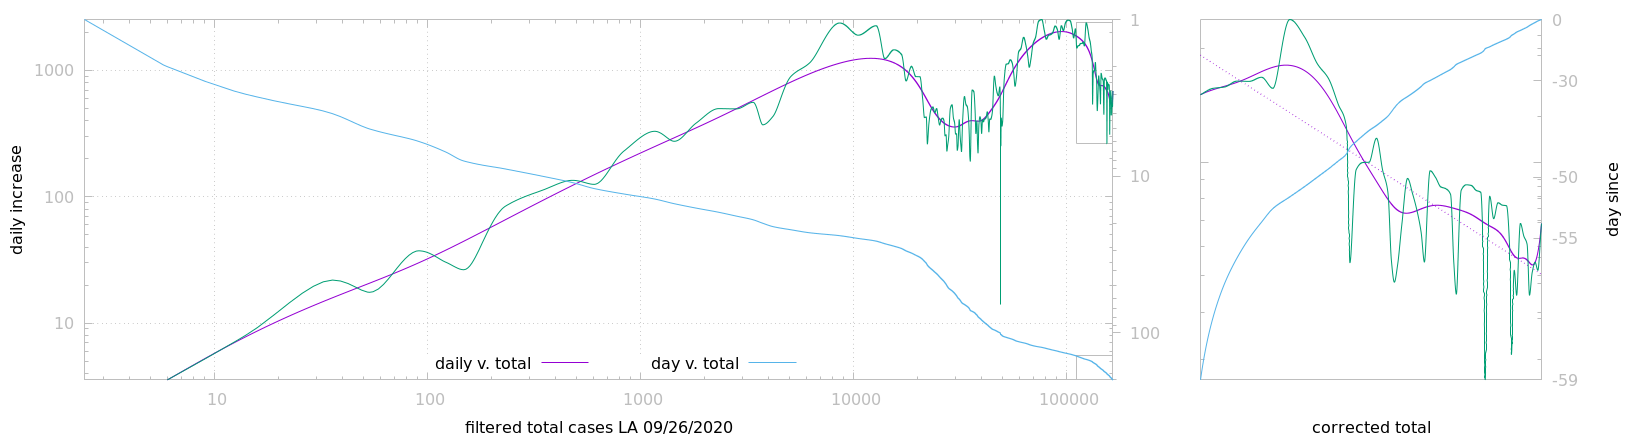 daily increase
1000
100
10
10
100
1000
10000
100000
1
10
100
daily v. total
day v. total
filtered total cases LA 09/26/2020
0
-30
-50
-55
-59
day since
corrected total